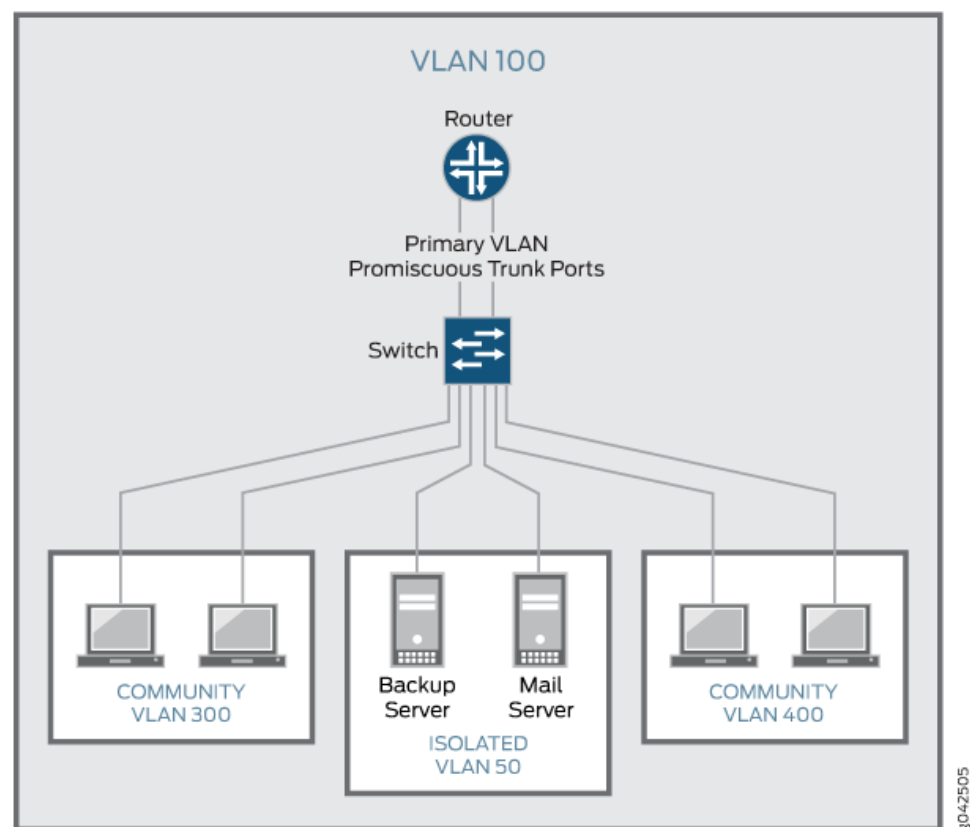 VLAN 100
Router
Primary VLAN
Promiscuous Trunk Ports
Switch
COMMUNITY
VLAN 300
Backup
Server
Mail
Server
ISOLATED
VLAN 50
COMMUNITY
VLAN 400
g042505